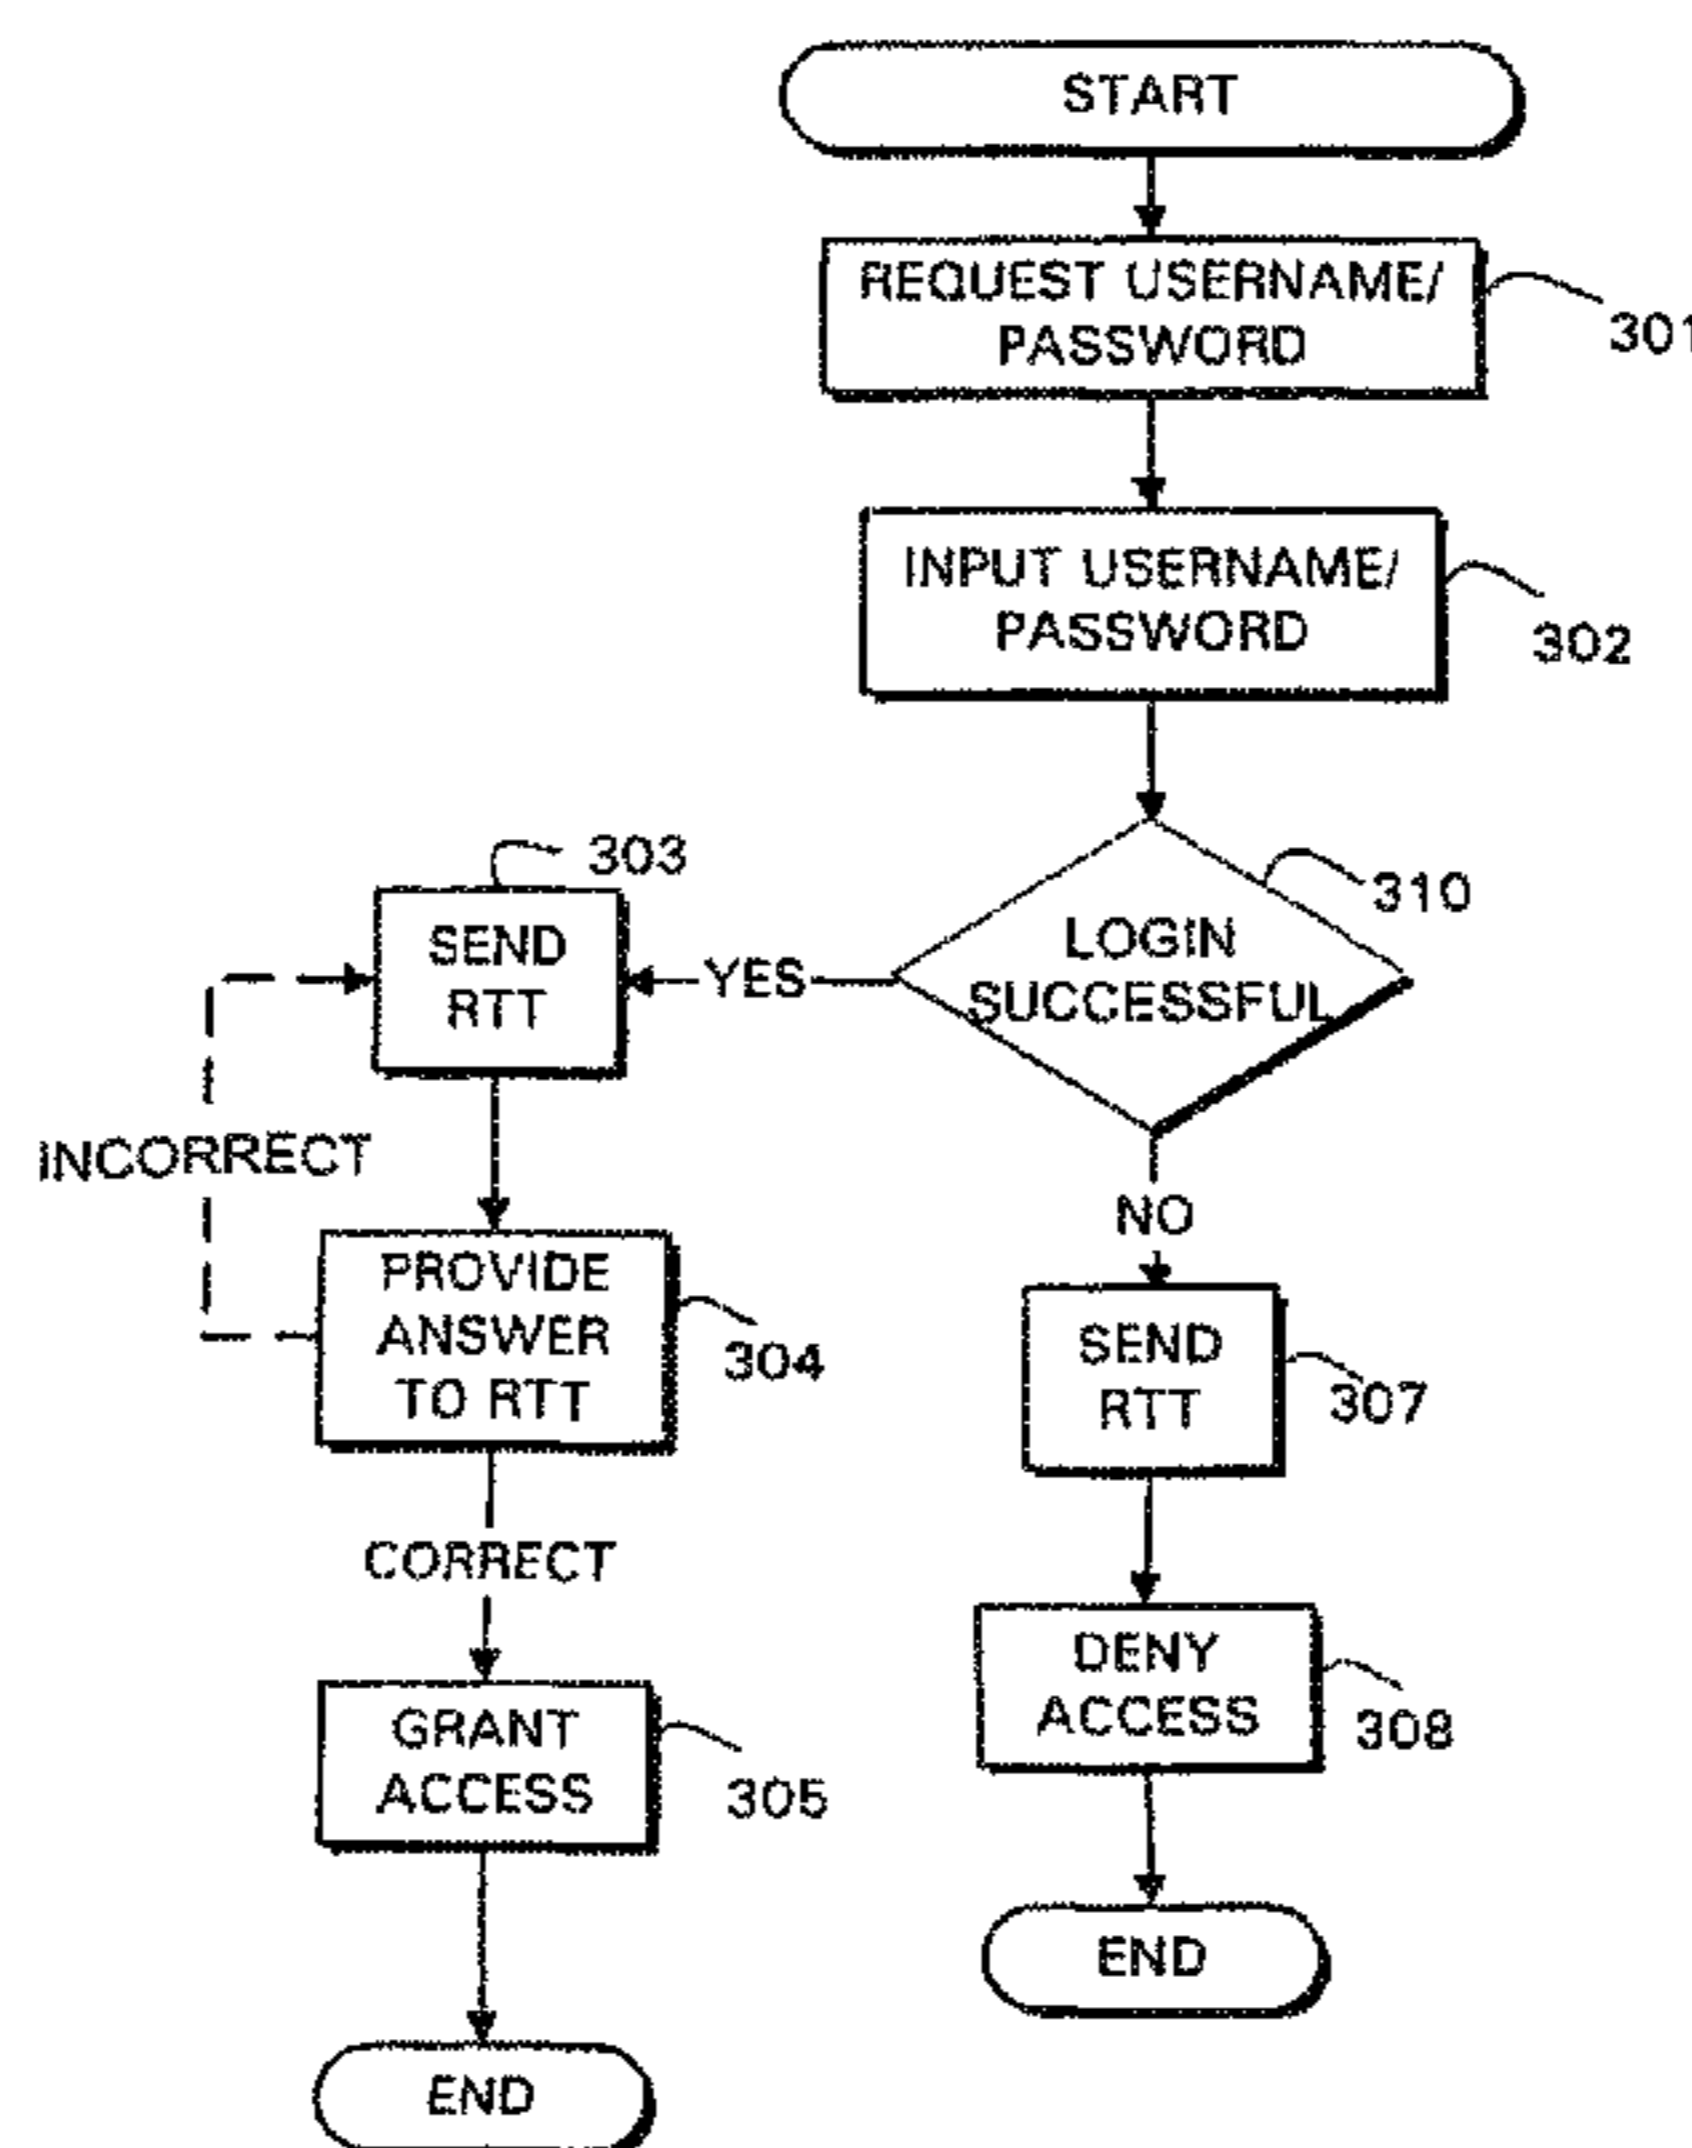 START
REQUEST USERNAME/
PASSWORD
301
INPUT USERNAME/
PASSWORD
302
303
310
SEND
RTT
YES
LOGIN
SUCCESSFUL
INCORRECT
NO
PROVIDE
ANSWER
TO RTT
304
SEND
RTT
307
CORRECT
DENY
ACCESS
308
GRANT
ACCESS
305
END
END